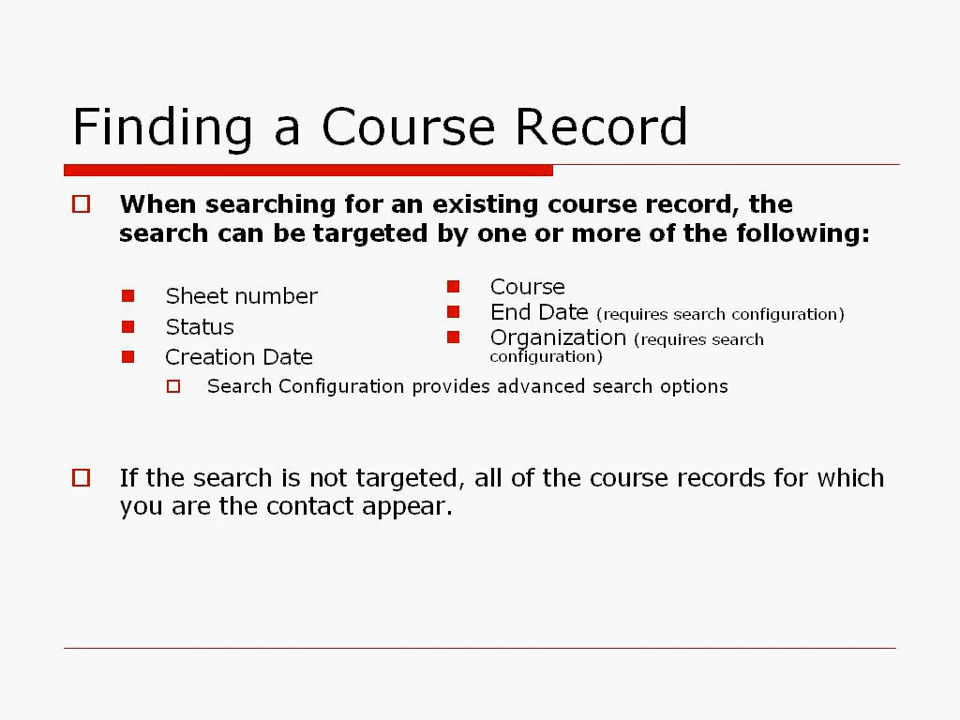 Finding a Course Record
When searching for an existing course record, the
search can be targeted by one or more of the following:
Sheet number
Status
Creation Date
Search Configuration provides advanced search options
Course
End Date (requires search configuration)
Organization (requires search
configuration)
If the search is not targeted, all of the course records for which
you are the contact appear.